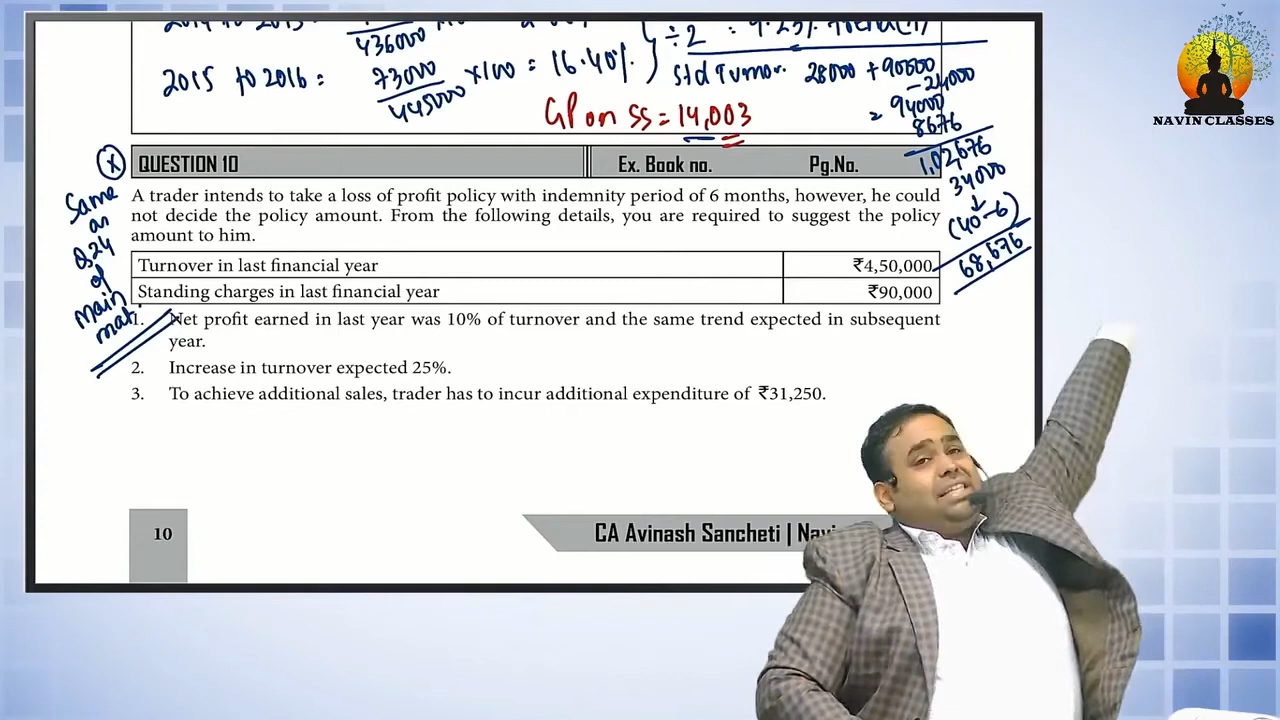 436000
÷2 = 9.25% Trend(↑)
2015 to 2016 = 73000 / 445000 ×100 = 16.40%
Std Turnor. 28000 + 90000
- 24000
= 94000
8676
1,02,676
34000
↓
(40-6)
68,676
GP on SS = 14,003
(X) QUESTION 10 Ex. Book no. Pg.No.
Same
as
Q.24
of
Main
mat.
A trader intends to take a loss of profit policy with indemnity period of 6 months, however, he could
not decide the policy amount. From the following details, you are required to suggest the policy
amount to him.
Turnover in last financial year ₹4,50,000
Standing charges in last financial year ₹90,000
1. Net profit earned in last year was 10% of turnover and the same trend expected in subsequent
year.
2. Increase in turnover expected 25%.
3. To achieve additional sales, trader has to incur additional expenditure of ₹31,250.
10
CA Avinash Sancheti |
NAVIN CLASSES